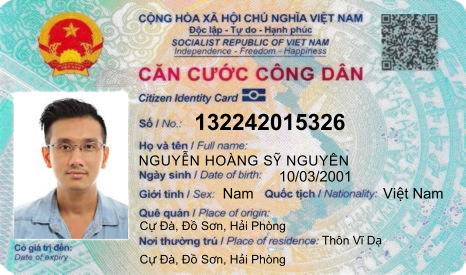 CỘNG HÒA XÃ HỘI CHỦ NGHĨA VIỆT NAM
Độc lập - Tự do - Hạnh phúc
SOCIALIST REPUBLIC OF VIET NAM
Independence - Freedom - Happiness
CĂN CƯỚC CÔNG DÂN
Citizen Identity Card
Số / No.: 132242015326
Họ và tên / Full name:
NGUYỄN HOÀNG SỸ NGUYÊN
Ngày sinh / Date of birth: 10/03/2001
Giới tính / Sex: Nam Quốc tịch / Nationality: Việt Nam
Quê quán / Place of origin:
Cự Đà, Đồ Sơn, Hải Phòng
Nơi thường trú / Place of residence: Thôn Vĩ Dạ
Cự Đà, Đồ Sơn, Hải Phòng
Có giá trị đến:
Date of expiry